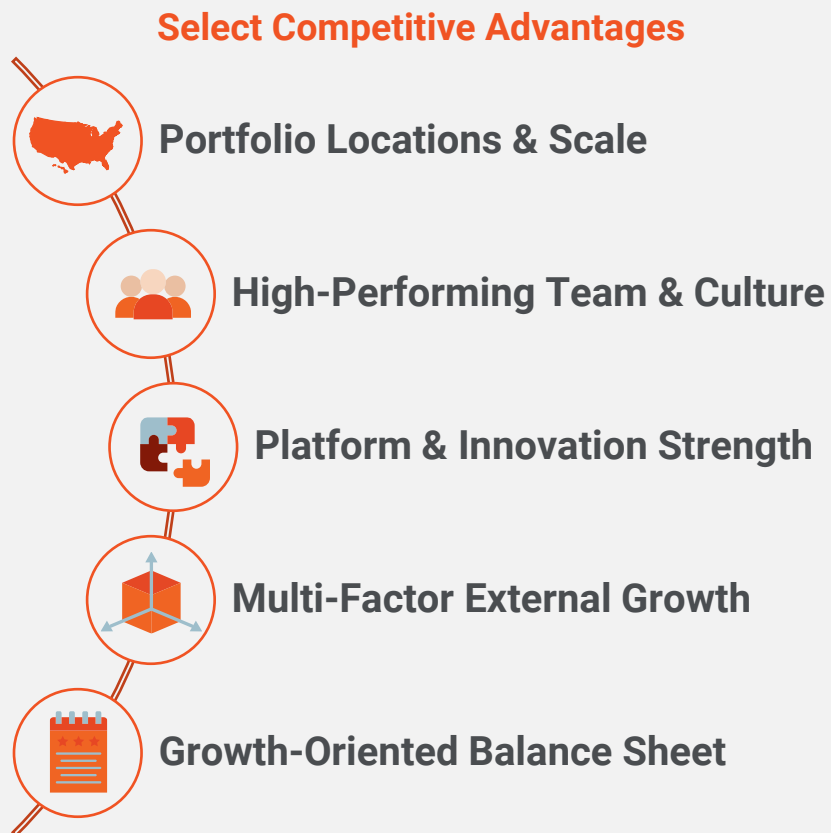 Select Competitive Advantages
Portfolio Locations & Scale
High-Performing Team & Culture
Platform & Innovation Strength
Multi-Factor External Growth
Growth-Oriented Balance Sheet